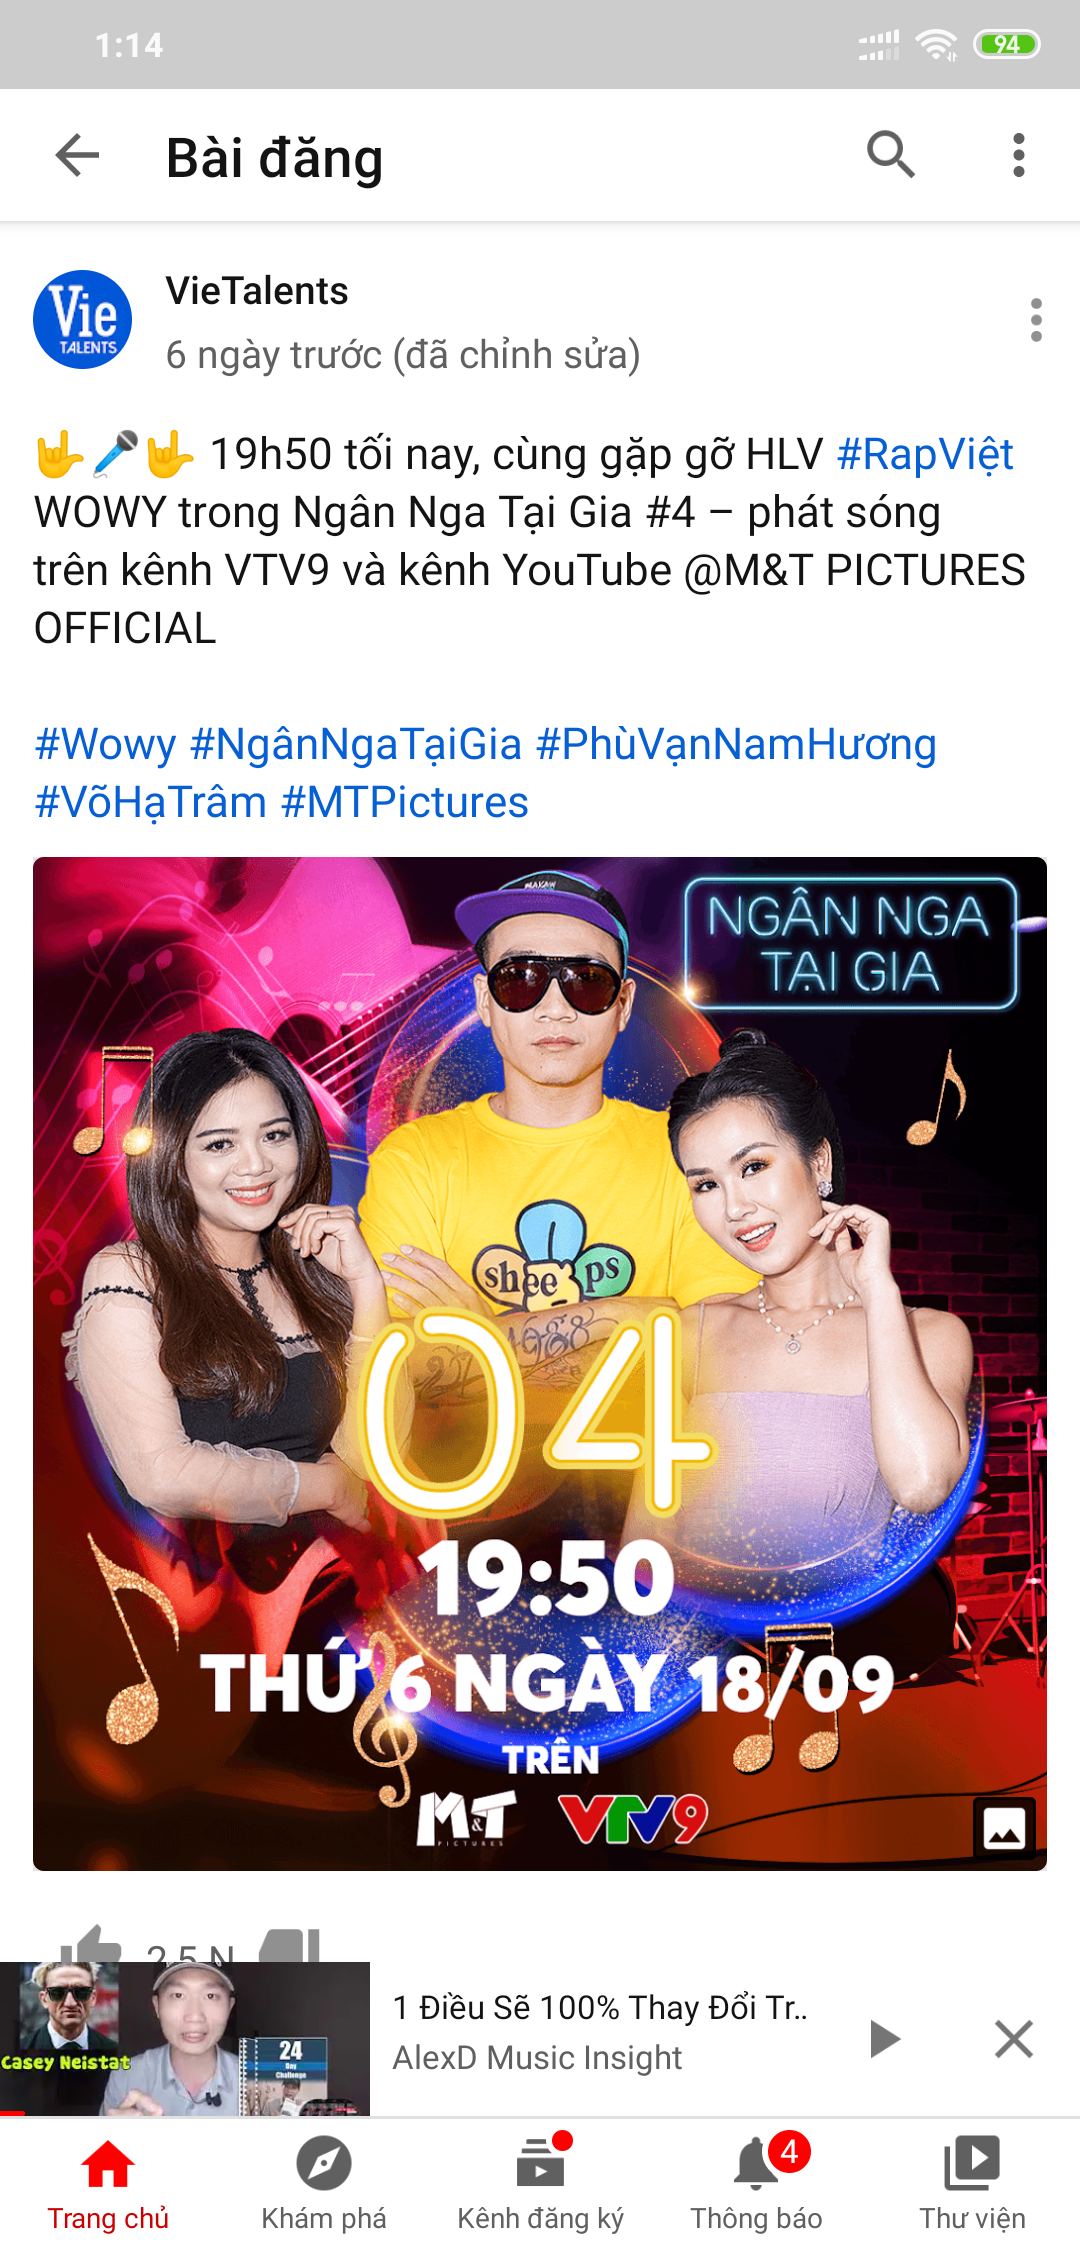 1:14
94
Bài đăng
Vie
TALENTS
VieTalents
6 ngày trước (đã chỉnh sửa)
🤟🎤🤟 19h50 tối nay, cùng gặp gỡ HLV #RapViệt
WOWY trong Ngân Nga Tại Gia #4 – phát sóng
trên kênh VTV9 và kênh YouTube @M&T PICTURES
OFFICIAL
#Wowy #NgânNgaTạiGia #PhùVạnNamHương
#VõHạTrâm #MTPictures
NGÂN NGA
TẠI GIA
shee ps
04
19:50
THỨ 6 NGÀY 18/09
TRÊN
M&T
PICTURES
VTV9
2,5 N
Casey Neistat
24
Day
Challenge
1 Điều Sẽ 100% Thay Đổi Tr..
AlexD Music Insight
Trang chủ
Khám phá
Kênh đăng ký
4
Thông báo
Thư viện